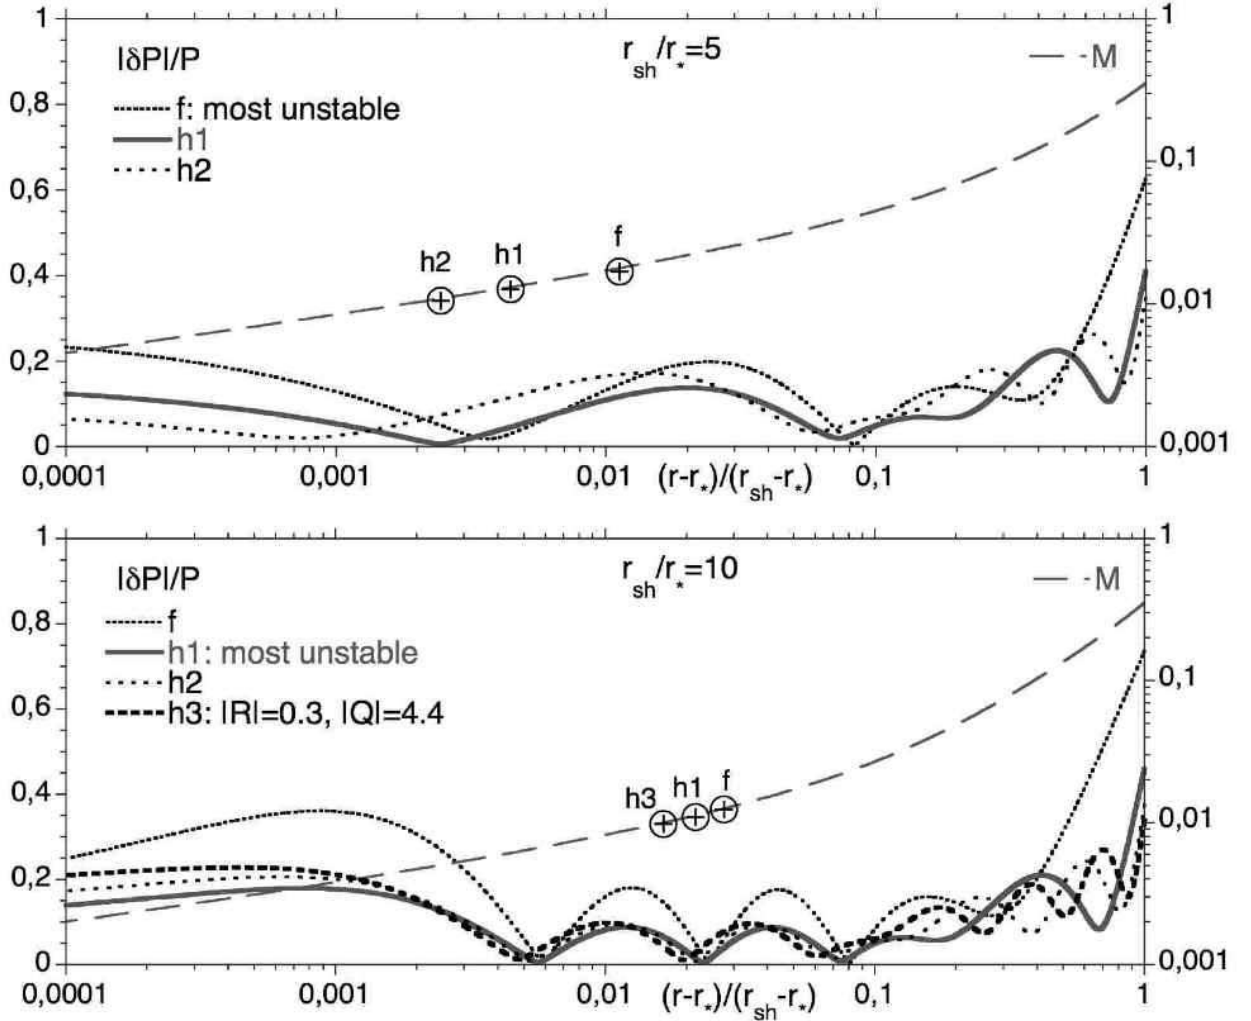 1
r_sh/r_*=5
1
|δP|/P
M
0,8
f: most unstable
h1
h2
0,1
0,6
f
h1
h2
0,4
0,01
0,2
0
0,001
0,0001
0,001
0,01
(r-r_*)/(r_sh-r_*)
0,1
1
1
r_sh/r_*=10
1
|δP|/P
M
0,8
f
h1: most unstable
h2
h3: |R|=0.3, |Q|=4.4
0,1
0,6
0,4
h3
h1
f
0,01
0,2
0
0,001
0,0001
0,001
0,01
(r-r_*)/(r_sh-r_*)
0,1
1